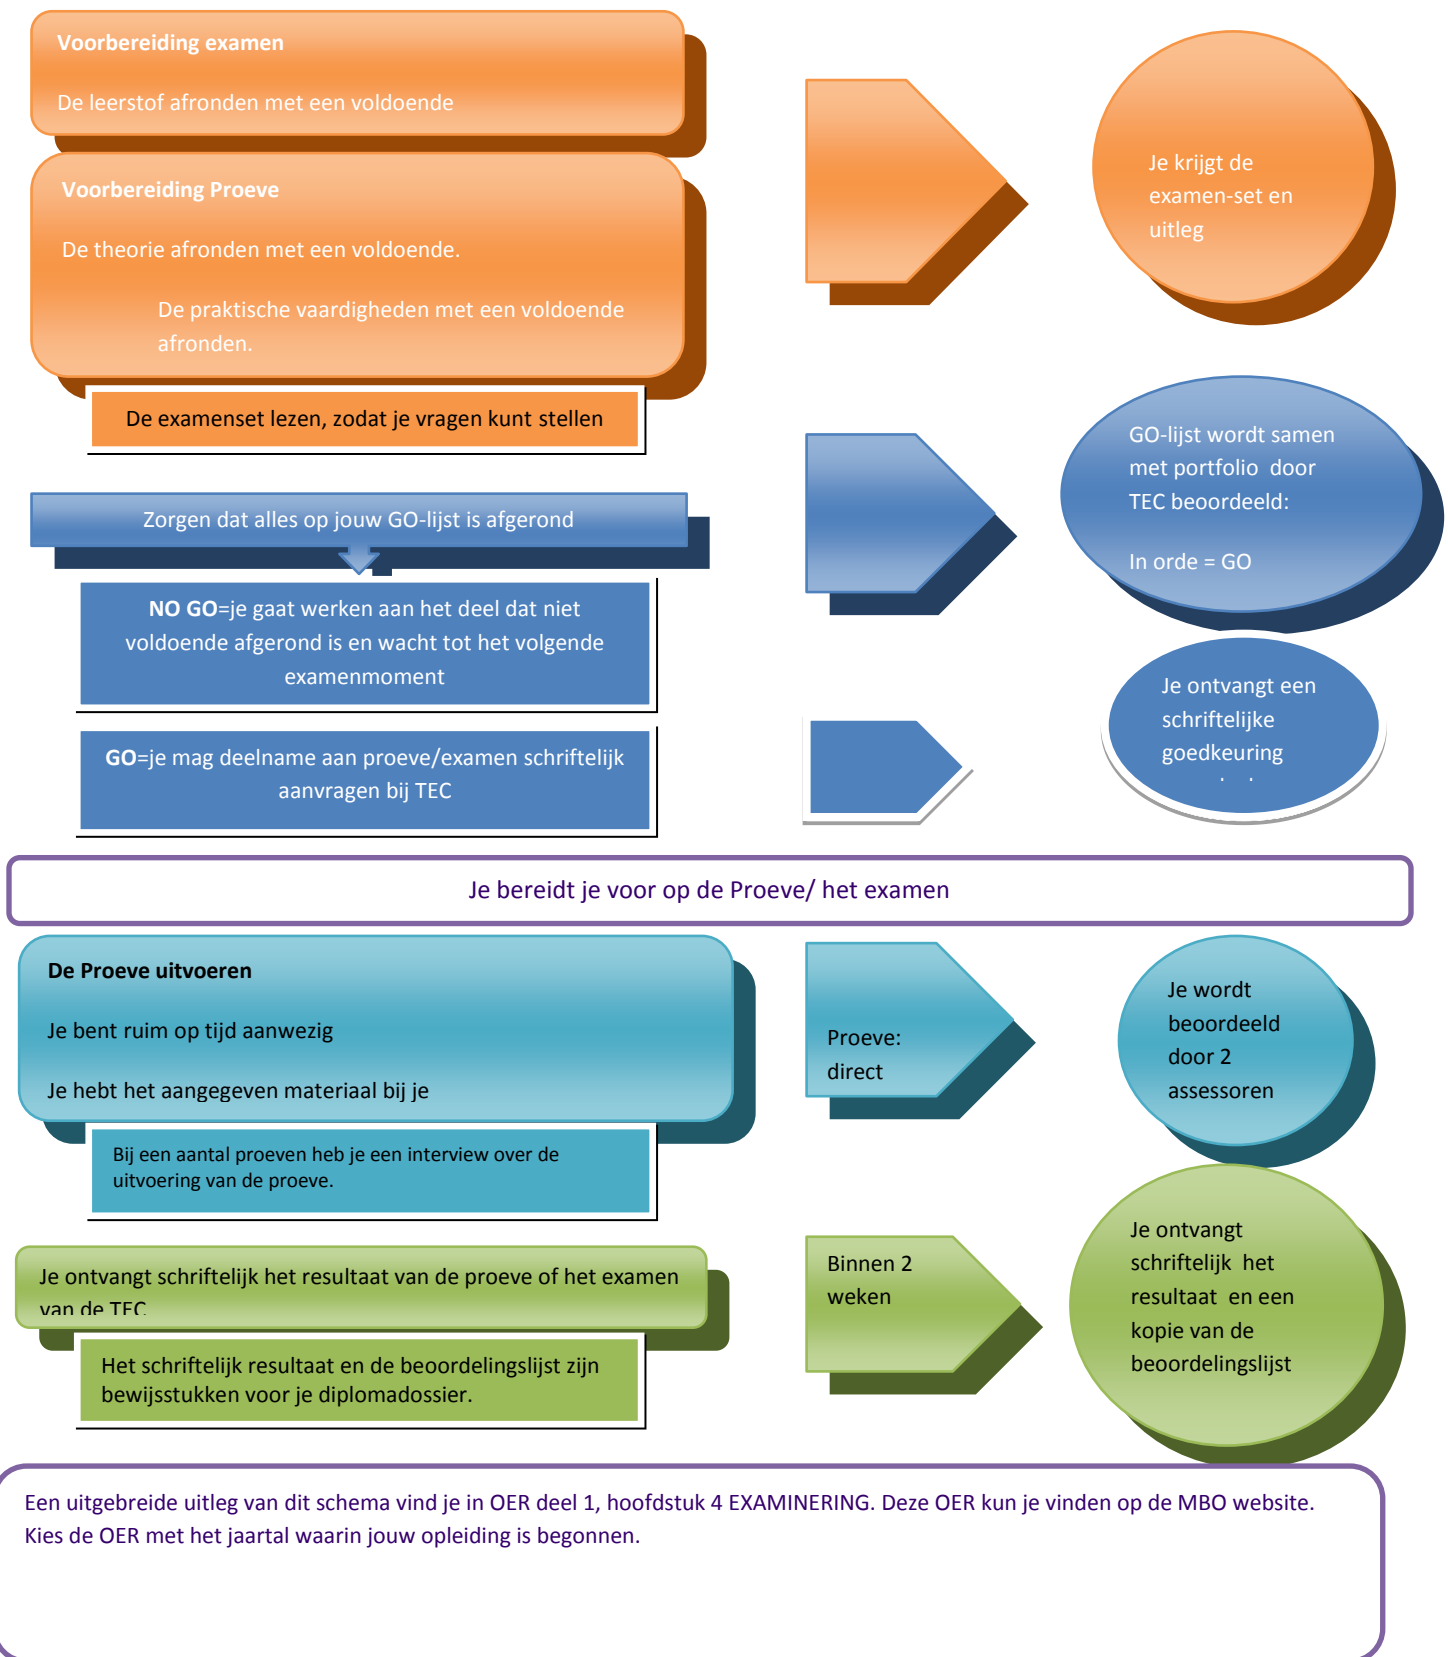 Voorbereiding examen
De leerstof afronden met een voldoende
Je krijgt de
examen-set en
uitleg
Voorbereiding Proeve
De theorie afronden met een voldoende.
De praktische vaardigheden met een voldoende
afronden.
De examenset lezen, zodat je vragen kunt stellen
GO-lijst wordt samen
met portfolio door
TEC beoordeeld:
In orde = GO
Zorgen dat alles op jouw GO-lijst is afgerond
NO GO=je gaat werken aan het deel dat niet
voldoende afgerond is en wacht tot het volgende
examenmoment
Je ontvangt een
schriftelijke
goedkeuring
GO=je mag deelname aan proeve/examen schriftelijk
aanvragen bij TEC
Je bereidt je voor op de Proeve/ het examen
De Proeve uitvoeren
Je bent ruim op tijd aanwezig
Je hebt het aangegeven materiaal bij je
Proeve:
direct
Je wordt
beoordeeld
door 2
assessoren
Bij een aantal proeven heb je een interview over de
uitvoering van de proeve.
Je ontvangt schriftelijk het resultaat van de proeve of het examen
van de TEC
Binnen 2
weken
Je ontvangt
schriftelijk het
resultaat en een
kopie van de
beoordelingslijst
Het schriftelijk resultaat en de beoordelingslijst zijn
bewijsstukken voor je diplomadossier.
Een uitgebreide uitleg van dit schema vind je in OER deel 1, hoofdstuk 4 EXAMINERING. Deze OER kun je vinden op de MBO website.
Kies de OER met het jaartal waarin jouw opleiding is begonnen.